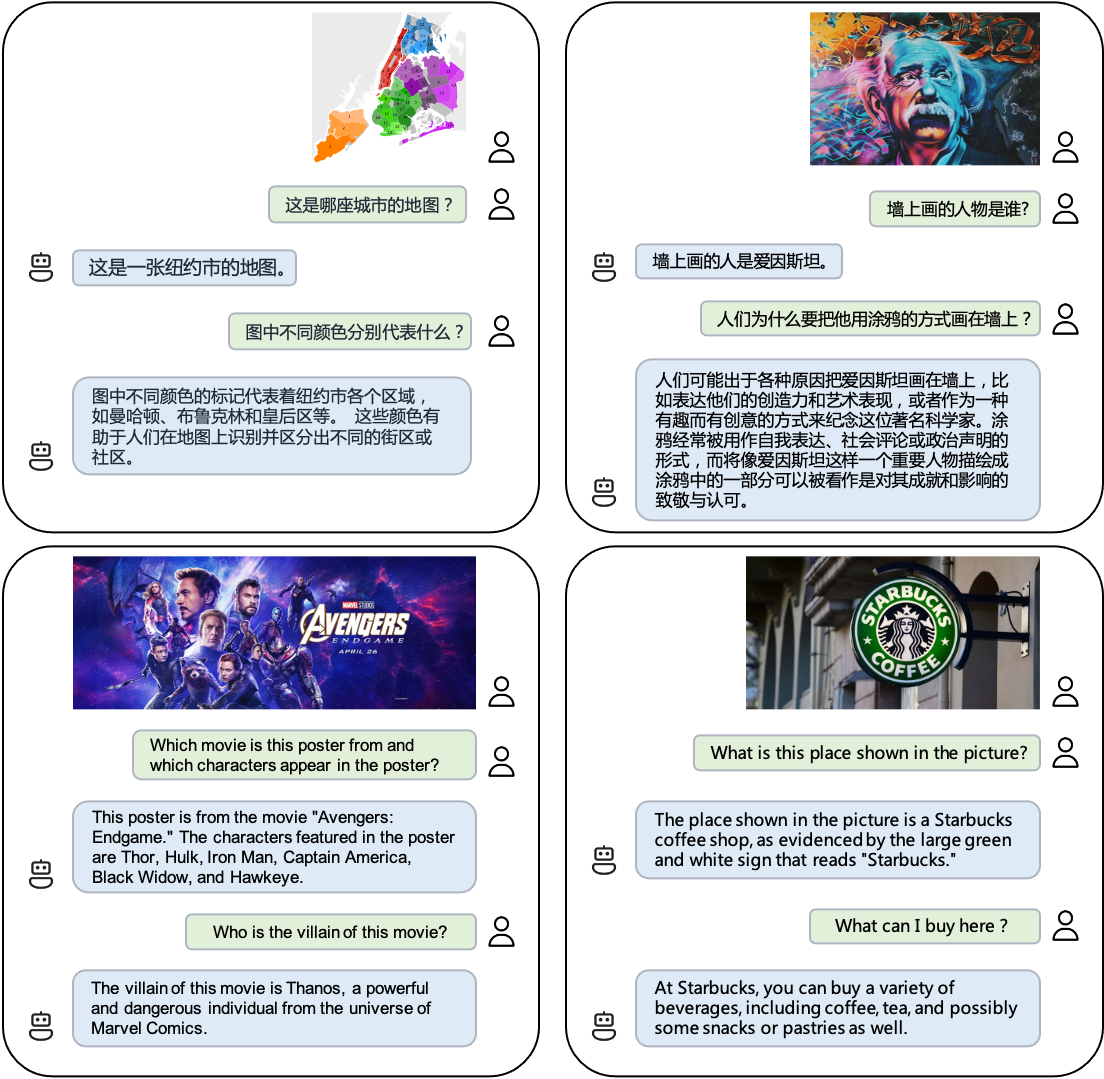 这是哪座城市的地图？
这是一张纽约市的地图。
图中不同颜色分别代表什么？
图中不同颜色的标记代表着纽约市各个区域，
如曼哈顿、布鲁克林和皇后区等。 这些颜色有
助于人们在地图上识别并区分出不同的街区或
社区。
墙上画的人物是谁?
墙上画的人是爱因斯坦。
人们为什么要把他用涂鸦的方式画在墙上？
人们可能出于各种原因把爱因斯坦画在墙上，比
如表达他们的创造力和艺术表现，或者作为一种
有趣而有创意的方式来纪念这位著名科学家。涂
鸦经常被用作自我表达、社会评论或政治声明的
形式，而将像爱因斯坦这样一个重要人物描绘成
涂鸦中的一部分可以被看作是对其成就和影响的
致敬与认可。
MARVEL STUDIOS
AVENGERS
ENDGAME
APRIL 26
Which movie is this poster from and
which characters appear in the poster?
This poster is from the movie "Avengers:
Endgame." The characters featured in the poster
are Thor, Hulk, Iron Man, Captain America,
Black Widow, and Hawkeye.
Who is the villain of this movie?
The villain of this movie is Thanos, a powerful
and dangerous individual from the universe of
Marvel Comics.
STARBUCKS
COFFEE
What is this place shown in the picture?
The place shown in the picture is a Starbucks
coffee shop, as evidenced by the large green
and white sign that reads "Starbucks."
What can I buy here ?
At Starbucks, you can buy a variety of
beverages, including coffee, tea, and possibly
some snacks or pastries as well.